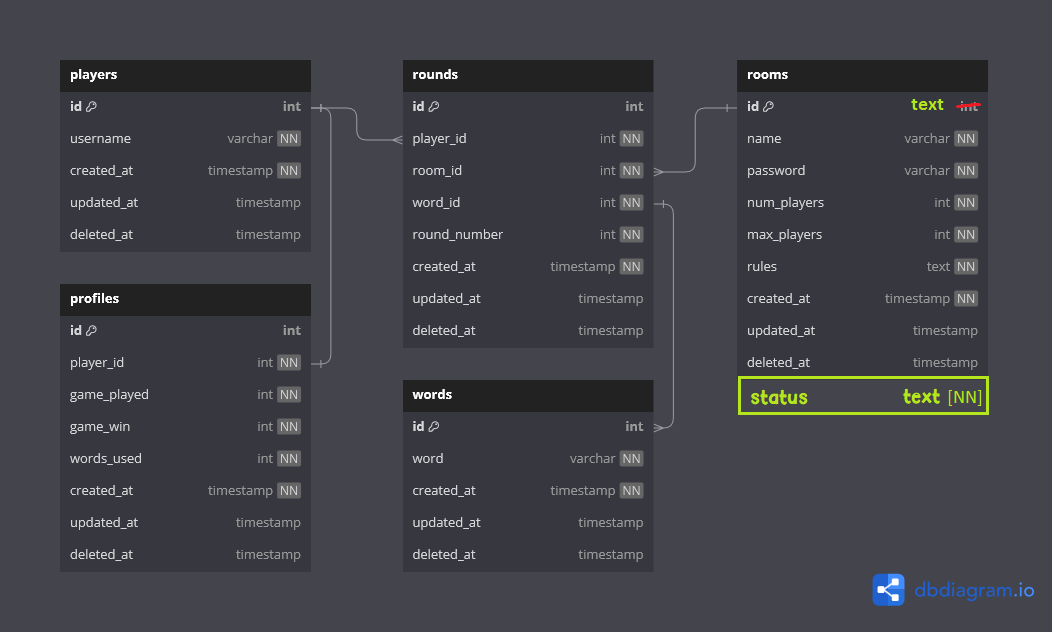 players
id int
username varchar NN
created_at timestamp NN
updated_at timestamp
deleted_at timestamp
profiles
id int
player_id int NN
game_played int NN
game_win int NN
words_used int NN
created_at timestamp NN
updated_at timestamp
deleted_at timestamp
rounds
id int
player_id int NN
room_id int NN
word_id int NN
round_number int NN
created_at timestamp NN
updated_at timestamp
deleted_at timestamp
words
id int
word varchar NN
created_at timestamp NN
updated_at timestamp
deleted_at timestamp
rooms
id text int
name varchar NN
password varchar NN
num_players int NN
max_players int NN
rules text NN
created_at timestamp NN
updated_at timestamp
deleted_at timestamp
status text [NN]
dbdiagram.io